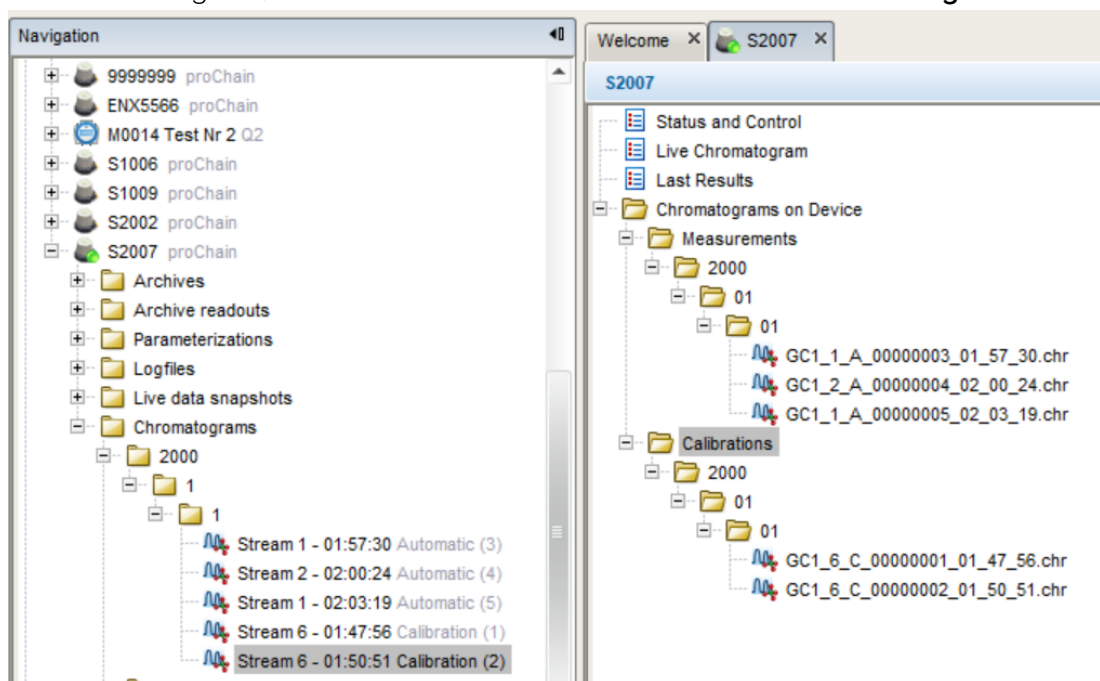 Navigation
9999999 proChain
ENX5566 proChain
M0014 Test Nr 2 Q2
S1006 proChain
S1009 proChain
S2002 proChain
S2007 proChain
Archives
Archive readouts
Parameterizations
Logfiles
Live data snapshots
Chromatograms
2000
1
1
Stream 1 - 01:57:30 Automatic (3)
Stream 2 - 02:00:24 Automatic (4)
Stream 1 - 02:03:19 Automatic (5)
Stream 6 - 01:47:56 Calibration (1)
Stream 6 - 01:50:51 Calibration (2)
Welcome S2007
S2007
Status and Control
Live Chromatogram
Last Results
Chromatograms on Device
Measurements
2000
01
01
GC1_1_A_00000003_01_57_30.chr
GC1_2_A_00000004_02_00_24.chr
GC1_1_A_00000005_02_03_19.chr
Calibrations
2000
01
01
GC1_6_C_00000001_01_47_56.chr
GC1_6_C_00000002_01_50_51.chr